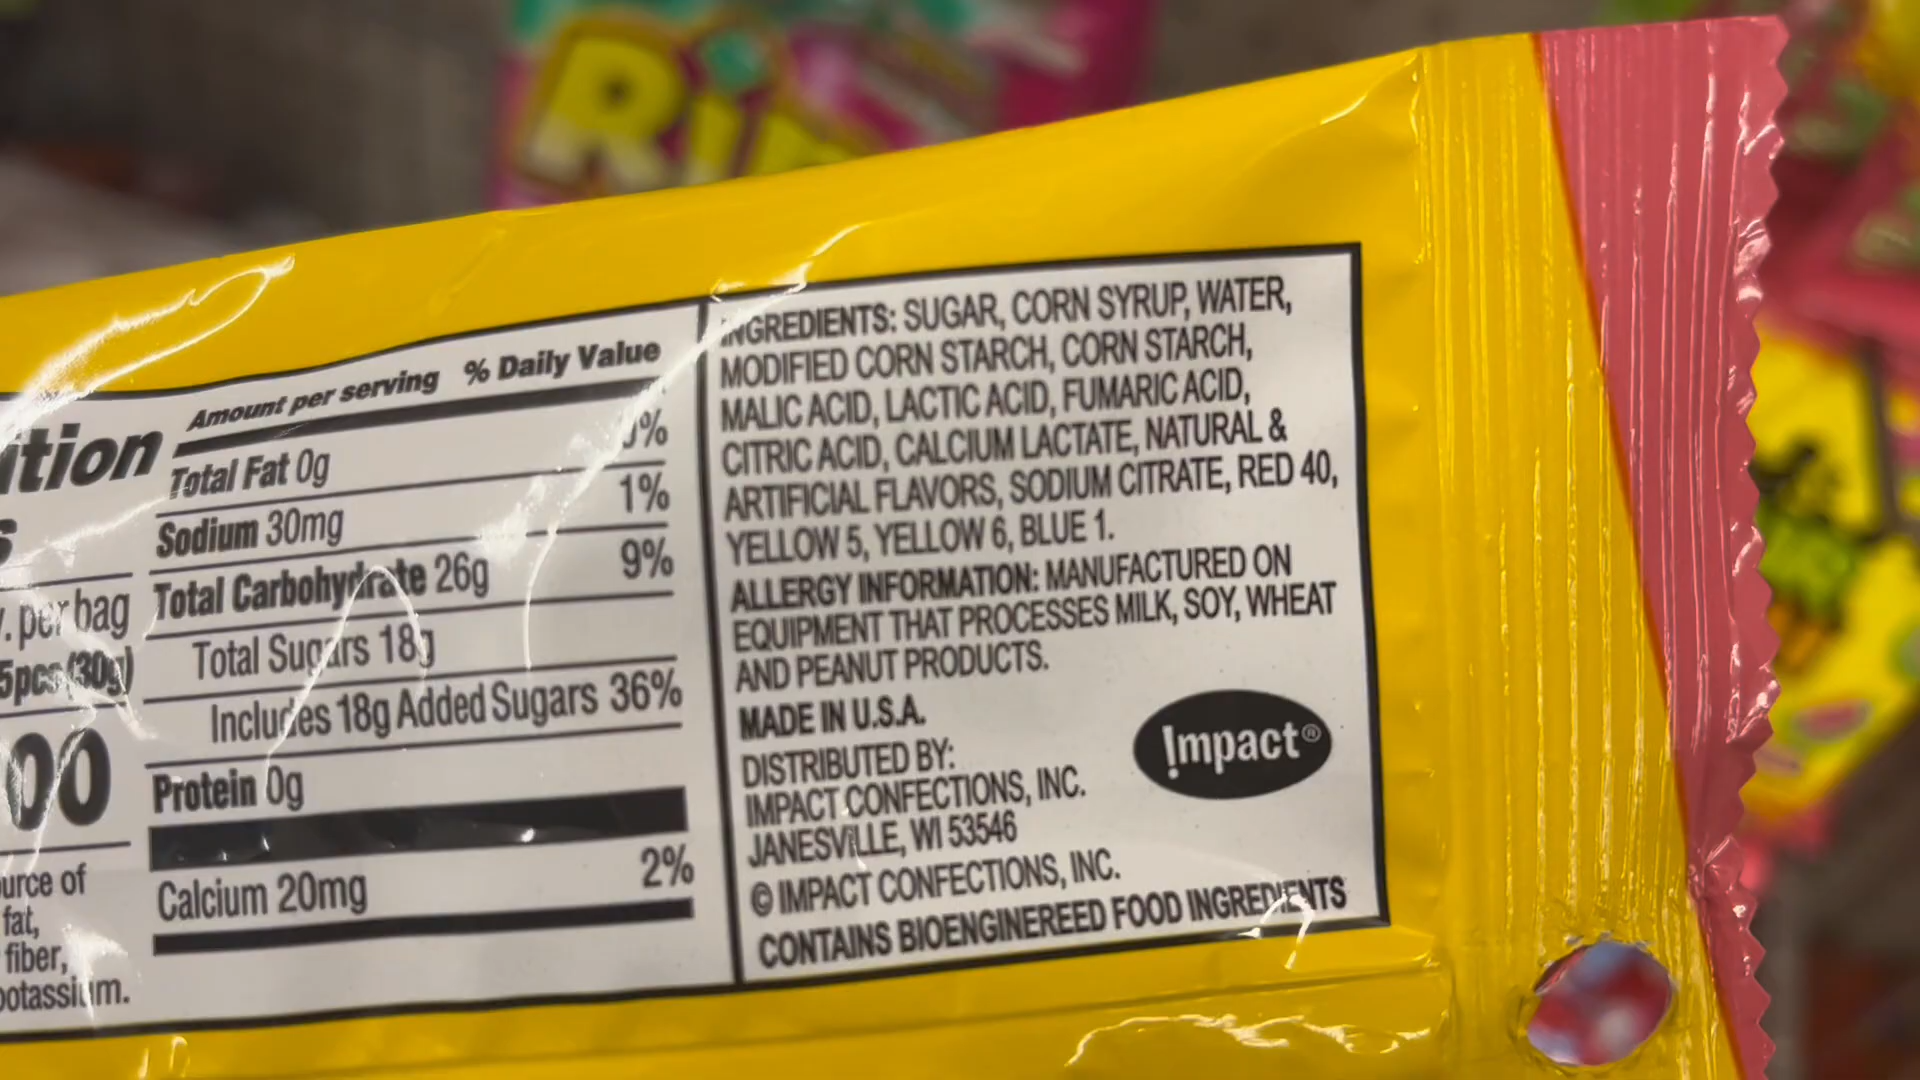 Amount per serving % Daily Value
Total Fat 0g
Sodium 30mg 1%
Total Carbohydrate 26g 9%
Total Sugars 18g
Includes 18g Added Sugars 36%
Protein 0g
Calcium 20mg 2%
per bag
5pcs (30g)
00
of
fat,
fiber,
INGREDIENTS: SUGAR, CORN SYRUP, WATER,
MODIFIED CORN STARCH, CORN STARCH,
MALIC ACID, LACTIC ACID, FUMARIC ACID,
CITRIC ACID, CALCIUM LACTATE, NATURAL &
ARTIFICIAL FLAVORS, SODIUM CITRATE, RED 40,
YELLOW 5, YELLOW 6, BLUE 1.
ALLERGY INFORMATION: MANUFACTURED ON
EQUIPMENT THAT PROCESSES MILK, SOY, WHEAT
AND PEANUT PRODUCTS.
MADE IN U.S.A.
DISTRIBUTED BY:
IMPACT CONFECTIONS, INC.
JANESVILLE, WI 53546
© IMPACT CONFECTIONS, INC.
CONTAINS BIOENGINEREED FOOD INGREDIENTS
Impact®